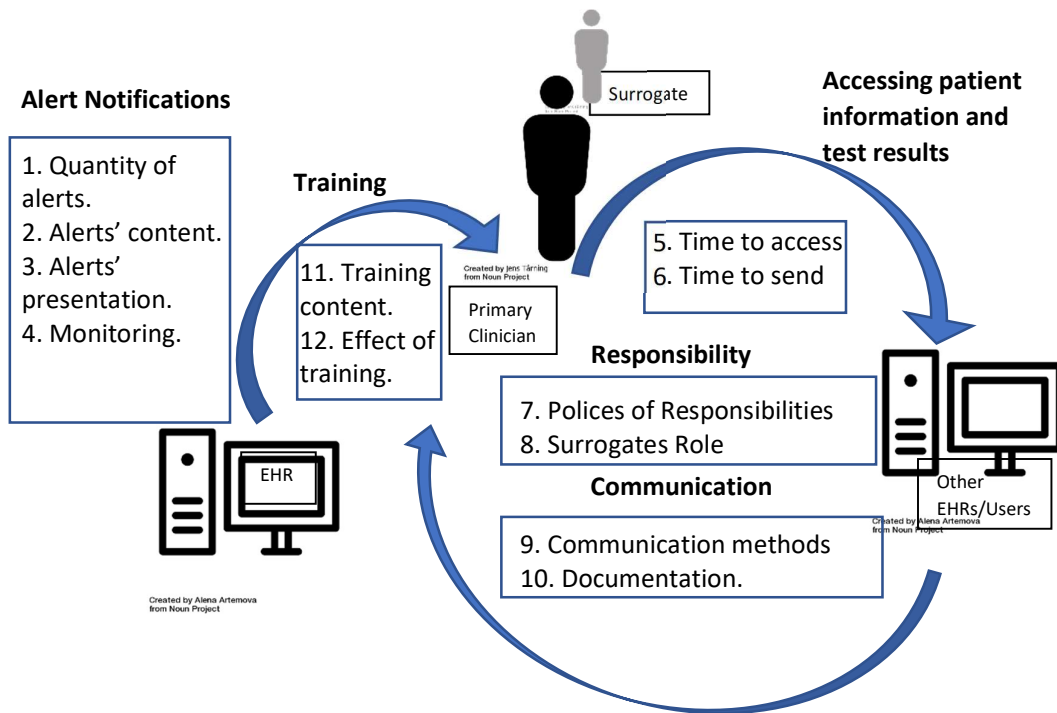 Alert Notifications
1. Quantity of
alerts.
2. Alerts' content.
3. Alerts'
presentation.
4. Monitoring.
Training
11. Training
content.
12. Effect of
training.
Surrogate
Created by Jens Tärning
from Noun Project
Primary
Clinician
Accessing patient
information and
test results
5. Time to access
6. Time to send
Responsibility
7. Polices of Responsibilities
8. Surrogates Role
Communication
9. Communication methods
10. Documentation.
EHR
Created by Alena Artemova
from Noun Project
Other
EHRs/Users
Created by Alena Artemova
from Noun Project